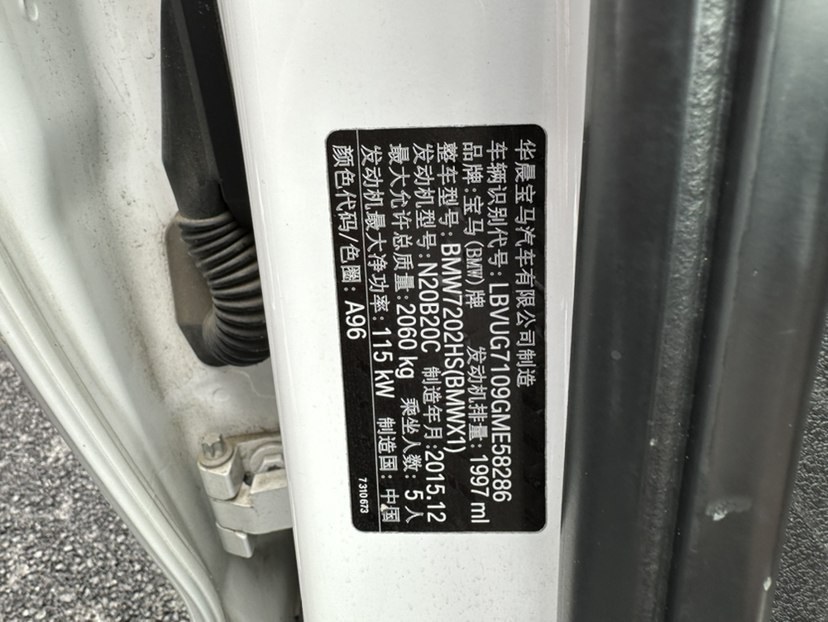 华晨宝马汽车有限公司制造
车辆识别代号:LBVUG7109GME58286
品牌:宝马(BMW)牌 发动机排量:1997 ml
整车型号:BMW7202HS(BMWX1)
发动机型号:N20B20C 制造年月:2015.12
最大允许总质量:2060 kg 乘坐人数:5 人
发动机最大净功率:115 kW 制造国:中国
颜色代码/色圈:A96 7310673